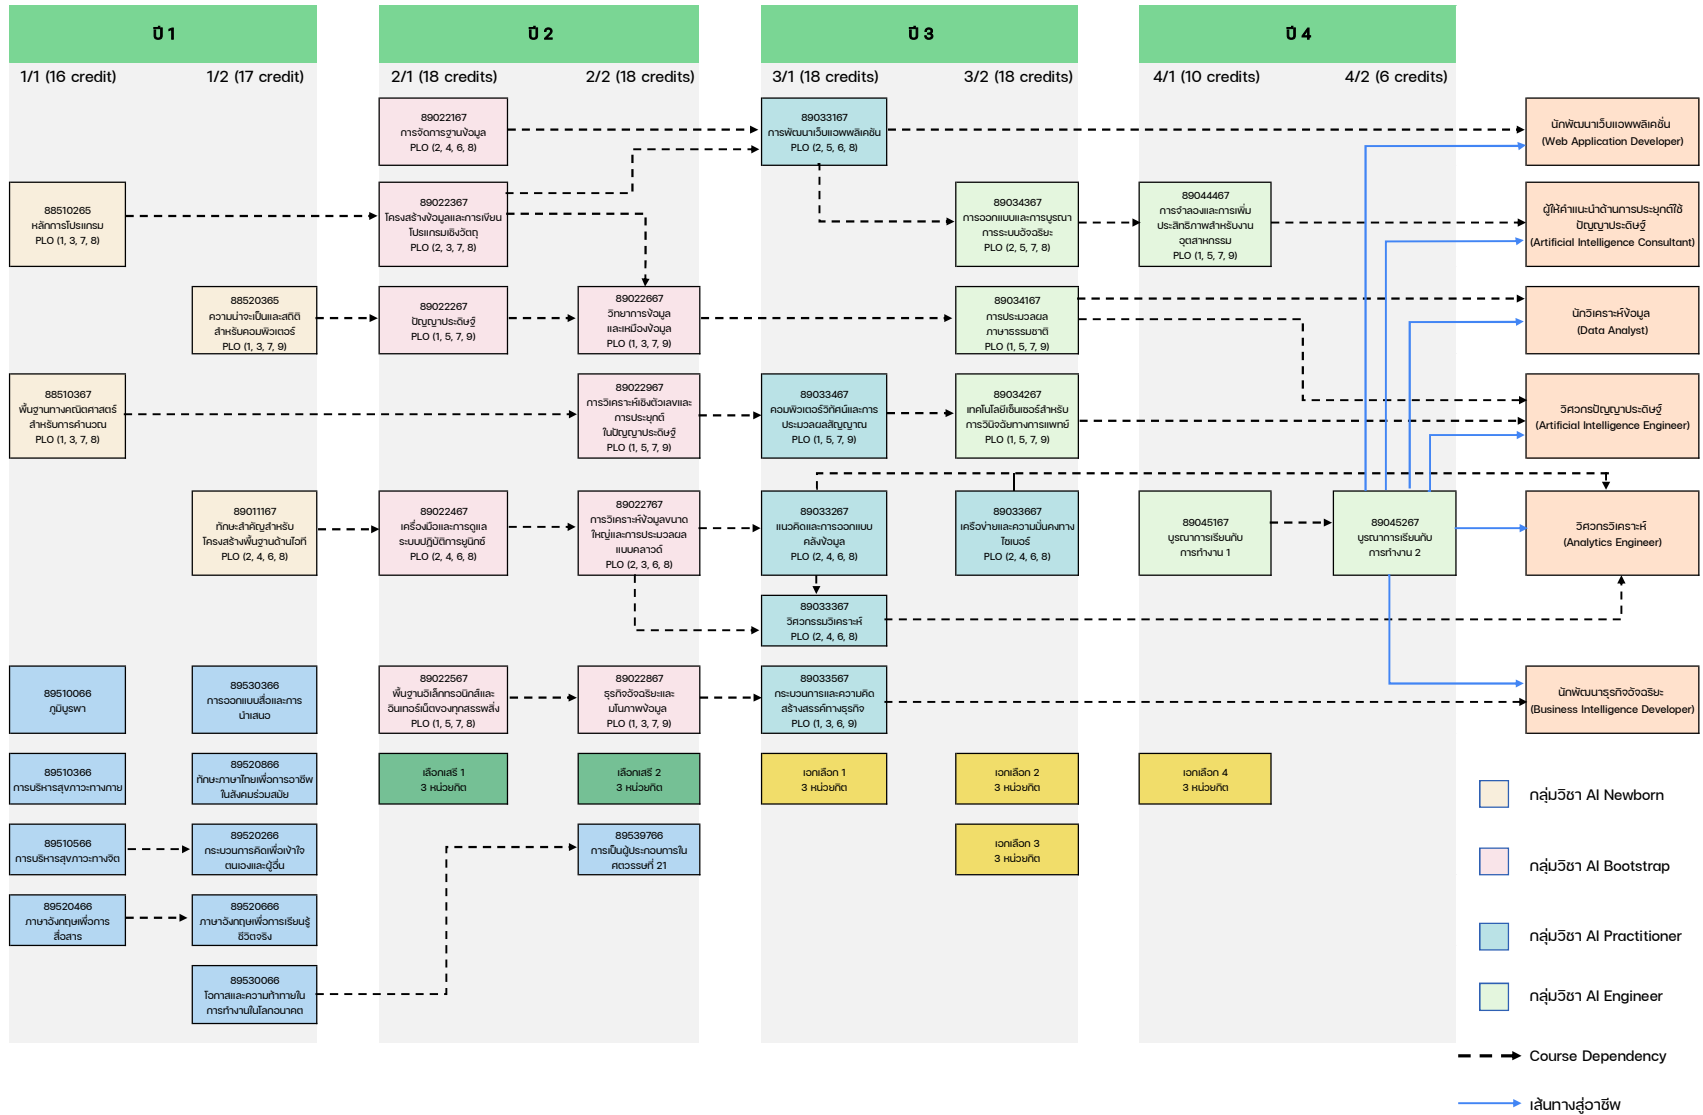 ปี 1
ปี 2
ปี 3
ปี 4
1/1 (16 credit)
1/2 (17 credit)
2/1 (18 credits)
2/2 (18 credits)
3/1 (18 credits)
3/2 (18 credits)
4/1 (10 credits)
4/2 (6 credits)
89022167
การจัดการฐานข้อมูล
PLO (2, 4, 6, 8)
89033167
การพัฒนาเว็บแอพพลิเคชัน
PLO (2, 5, 6, 8)
นักพัฒนาเว็บแอพพลิเคชั่น
(Web Application Developer)
88510265
หลักการโปรแกรม
PLO (1, 3, 7, 8)
89022367
โครงสร้างข้อมูลและการเขียน
โปรแกรมเชิงวัตถุ
PLO (2, 3, 7, 8)
89034367
การออกแบบและการบูรณา
การระบบอัจฉริยะ
PLO (2, 5, 7, 8)
89044467
การจำลองและการเพิ่ม
ประสิทธิภาพสำหรับงาน
อุตสาหกรรม
PLO (1, 5, 7, 9)
ผู้ให้คำแนะนำด้านการประยุกต์ใช้
ปัญญาประดิษฐ์
(Artificial Intelligence Consultant)
88520365
ความน่าจะเป็นและสถิติ
สำหรับคอมพิวเตอร์
PLO (1, 3, 7, 9)
89022267
ปัญญาประดิษฐ์
PLO (1, 5, 7, 9)
89022667
วิทยาการข้อมูล
และเหมืองข้อมูล
PLO (1, 3, 7, 9)
89034167
การประมวลผล
ภาษาธรรมชาติ
PLO (1, 5, 7, 9)
นักวิเคราะห์ข้อมูล
(Data Analyst)
88510367
พื้นฐานทางคณิตศาสตร์
สำหรับการคำนวณ
PLO (1, 3, 7, 8)
89022967
การวิเคราะห์เชิงตัวเลขและ
การประยุกต์
ในปัญญาประดิษฐ์
PLO (1, 5, 7, 9)
89033467
คอมพิวเตอร์วิทัศน์และการ
ประมวลผลสัญญาณ
PLO (1, 5, 7, 9)
89034267
เทคโนโลยีเซ็นเซอร์สำหรับ
การวินิจฉัยทางการแพทย์
PLO (1, 5, 7, 9)
วิศวกรปัญญาประดิษฐ์
(Artificial Intelligence Engineer)
89011167
ทักษะสำคัญสำหรับ
โครงสร้างพื้นฐานด้านไอที
PLO (2, 4, 6, 8)
89022467
เครื่องมือและการดูแล
ระบบปฏิบัติการยูนิกซ์
PLO (2, 4, 6, 8)
89022767
การวิเคราะห์ข้อมูลขนาด
ใหญ่และการประมวลผล
แบบคลาวด์
PLO (2, 3, 6, 8)
89033267
แนวคิดและการออกแบบ
คลังข้อมูล
PLO (2, 4, 6, 8)
89033667
เครือข่ายและความมั่นคงทาง
ไซเบอร์
PLO (2, 4, 6, 8)
89045167
บูรณาการเรียนกับ
การทำงาน 1
89045267
บูรณาการเรียนกับ
การทำงาน 2
วิศวกรวิเคราะห์
(Analytics Engineer)
89033367
วิศวกรรมวิเคราะห์
PLO (2, 4, 6, 8)
89510066
ภูมิบูรพา
89530366
การออกแบบสื่อและการ
นำเสนอ
89022567
พื้นฐานอิเล็กทรอนิกส์และ
อินเทอร์เน็ตของทุกสรรพสิ่ง
PLO (1, 5, 7, 8)
89022867
ธุรกิจอัจฉริยะและ
มโนภาพข้อมูล
PLO (1, 3, 7, 9)
89033567
กระบวนการและความคิด
สร้างสรรค์ทางธุรกิจ
PLO (1, 3, 6, 9)
นักพัฒนาธุรกิจอัจฉริยะ
(Business Intelligence Developer)
89510366
การบริหารสุขภาวะทางกาย
89520866
ทักษะภาษาไทยเพื่อการอาชีพ
ในสังคมร่วมสมัย
เลือกเสรี 1
3 หน่วยกิต
เลือกเสรี 2
3 หน่วยกิต
เอกเลือก 1
3 หน่วยกิต
เอกเลือก 2
3 หน่วยกิต
เอกเลือก 4
3 หน่วยกิต
กลุ่มวิชา AI Newborn
89510566
การบริหารสุขภาวะทางจิต
89520266
กระบวนการคิดเพื่อเข้าใจ
ตนเองและผู้อื่น
89539766
การเป็นผู้ประกอบการใน
ศตวรรษที่ 21
เอกเลือก 3
3 หน่วยกิต
กลุ่มวิชา AI Bootstrap
89520466
ภาษาอังกฤษเพื่อการ
สื่อสาร
89520666
ภาษาอังกฤษเพื่อการเรียนรู้
ชีวิตจริง
กลุ่มวิชา AI Practitioner
89530066
โอกาสและความท้าทายใน
การทำงานในโลกอนาคต
กลุ่มวิชา AI Engineer
Course Dependency
เส้นทางสู่อาชีพ